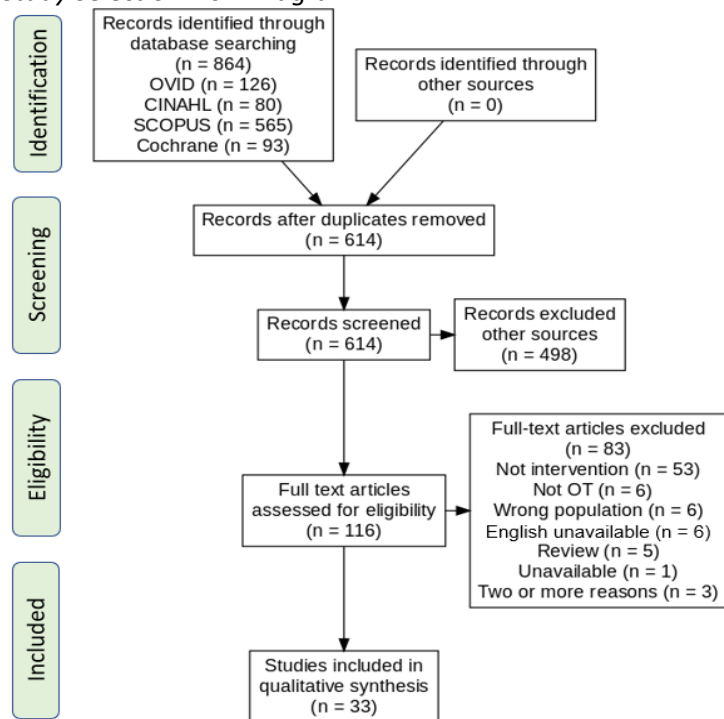 Identification
Records identified through
database searching
(n = 864)
OVID (n = 126)
CINAHL (n = 80)
SCOPUS (n = 565)
Cochrane (n = 93)
Records identified through
other sources
(n = 0)
Screening
Records after duplicates removed
(n = 614)
Records screened
(n = 614)
Records excluded
other sources
(n = 498)
Eligibility
Full text articles
assessed for eligibility
(n = 116)
Full-text articles excluded
(n = 83)
Not intervention (n = 53)
Not OT (n = 6)
Wrong population (n = 6)
English unavailable (n = 6)
Review (n = 5)
Unavailable (n = 1)
Two or more reasons (n = 3)
Included
Studies included in
qualitative synthesis
(n = 33)